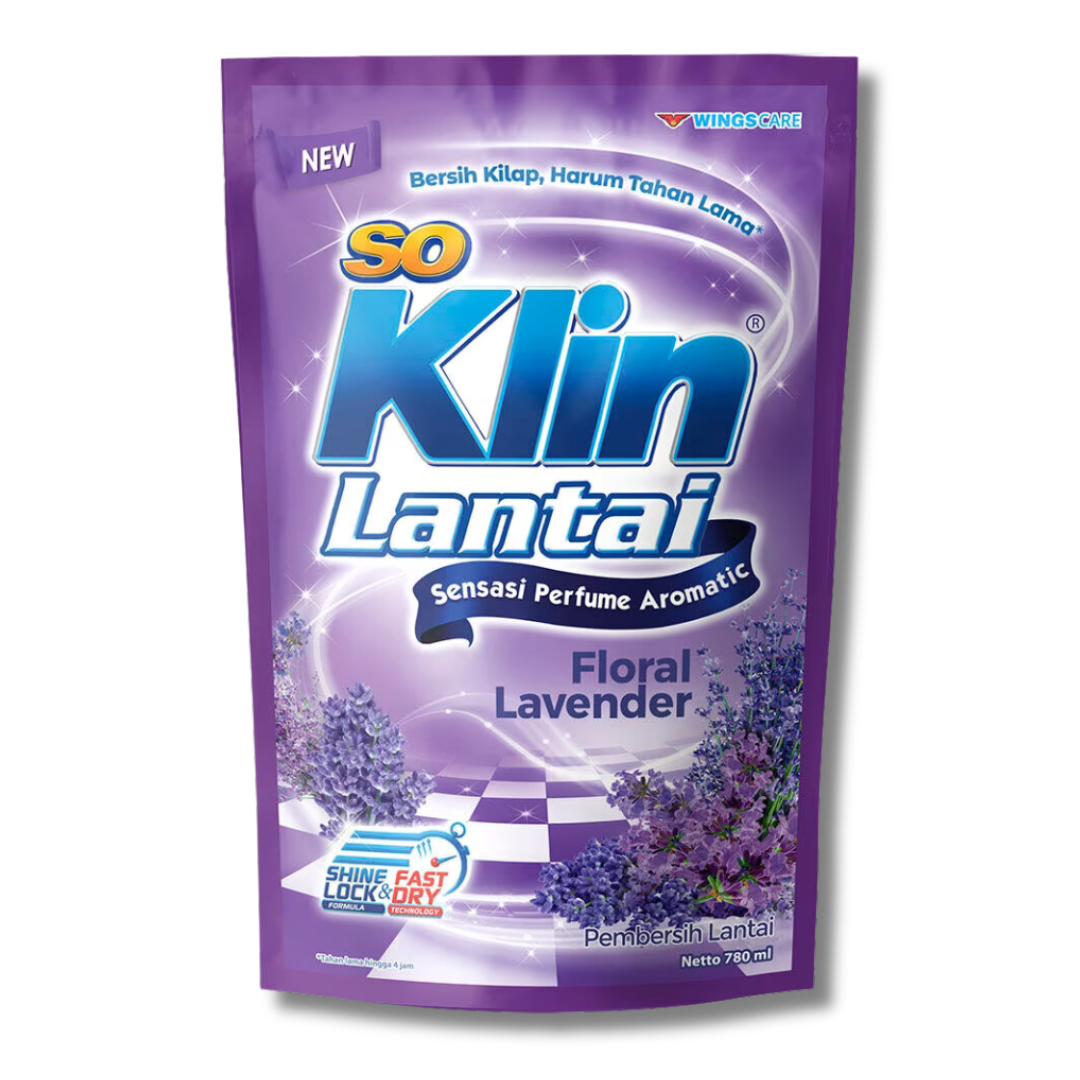 WINGSCARE
NEW
Bersih Kilap, Harum Tahan Lama*
SO
Klin
®
Lantai
Sensasi Perfume Aromatic
Floral
Lavender
SHINE LOCK FORMULA & FAST DRY TECHNOLOGY
Pembersih Lantai
Netto 780 ml
*Tahan lama hingga 4 jam